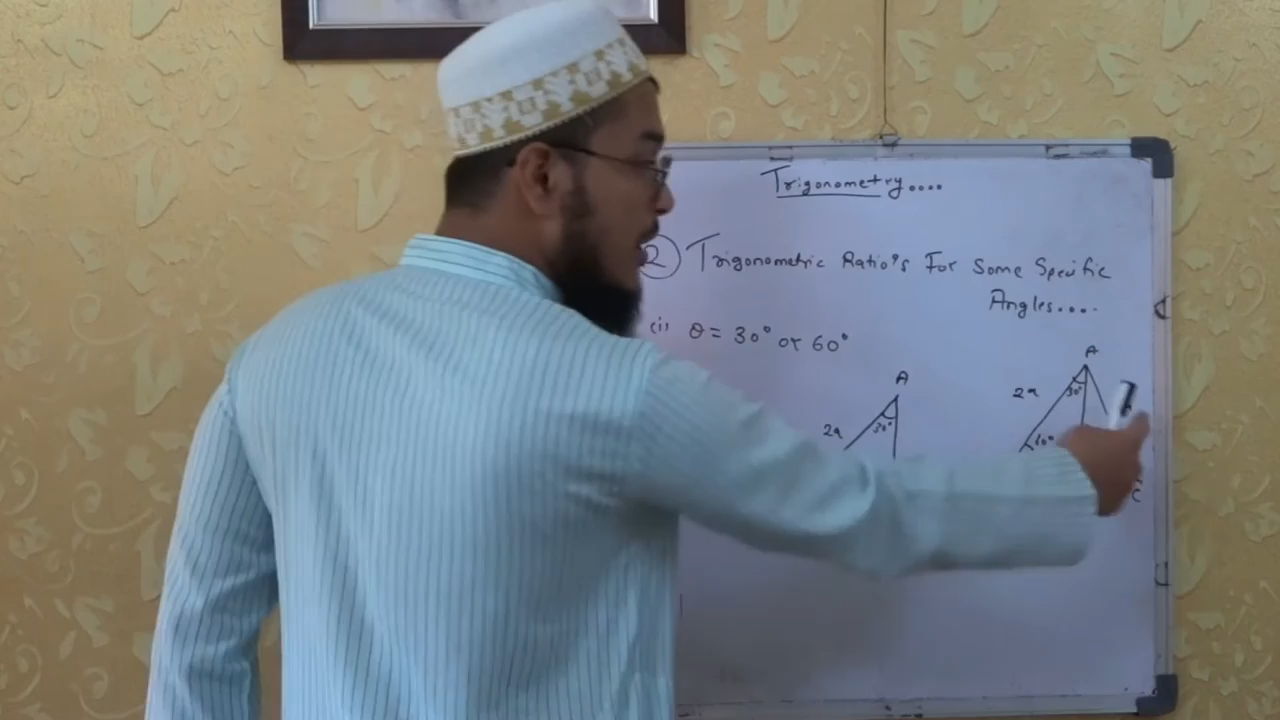 Trigonometry....
2 Trigonometric Ratio's For Some Specific
Angles....
(i) θ = 30° or 60°
A
2a
30°
A
2a
30°
60°
C